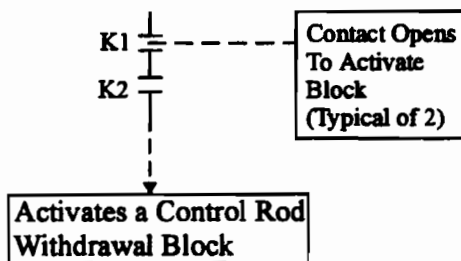 K1
K2
Contact Opens
To Activate
Block
(Typical of 2)
Activates a Control Rod
Withdrawal Block